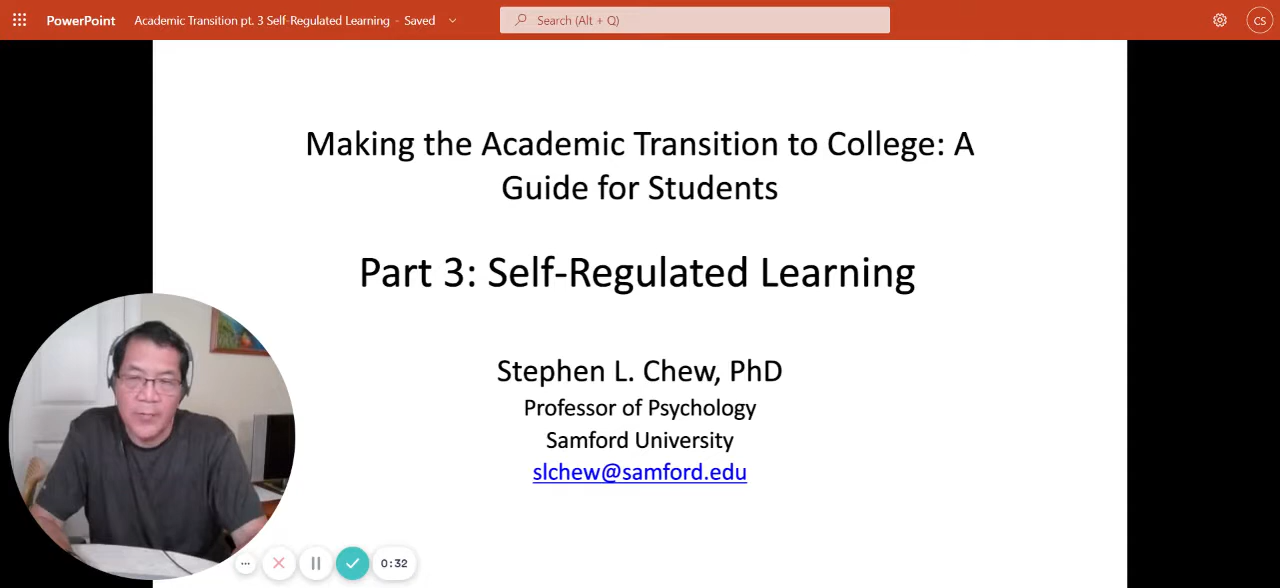 PowerPoint Academic Transition pt. 3 Self-Regulated Learning - Saved Search (Alt + Q) CS
Making the Academic Transition to College: A
Guide for Students
Part 3: Self-Regulated Learning
Stephen L. Chew, PhD
Professor of Psychology
Samford University
slchew@samford.edu
0:32